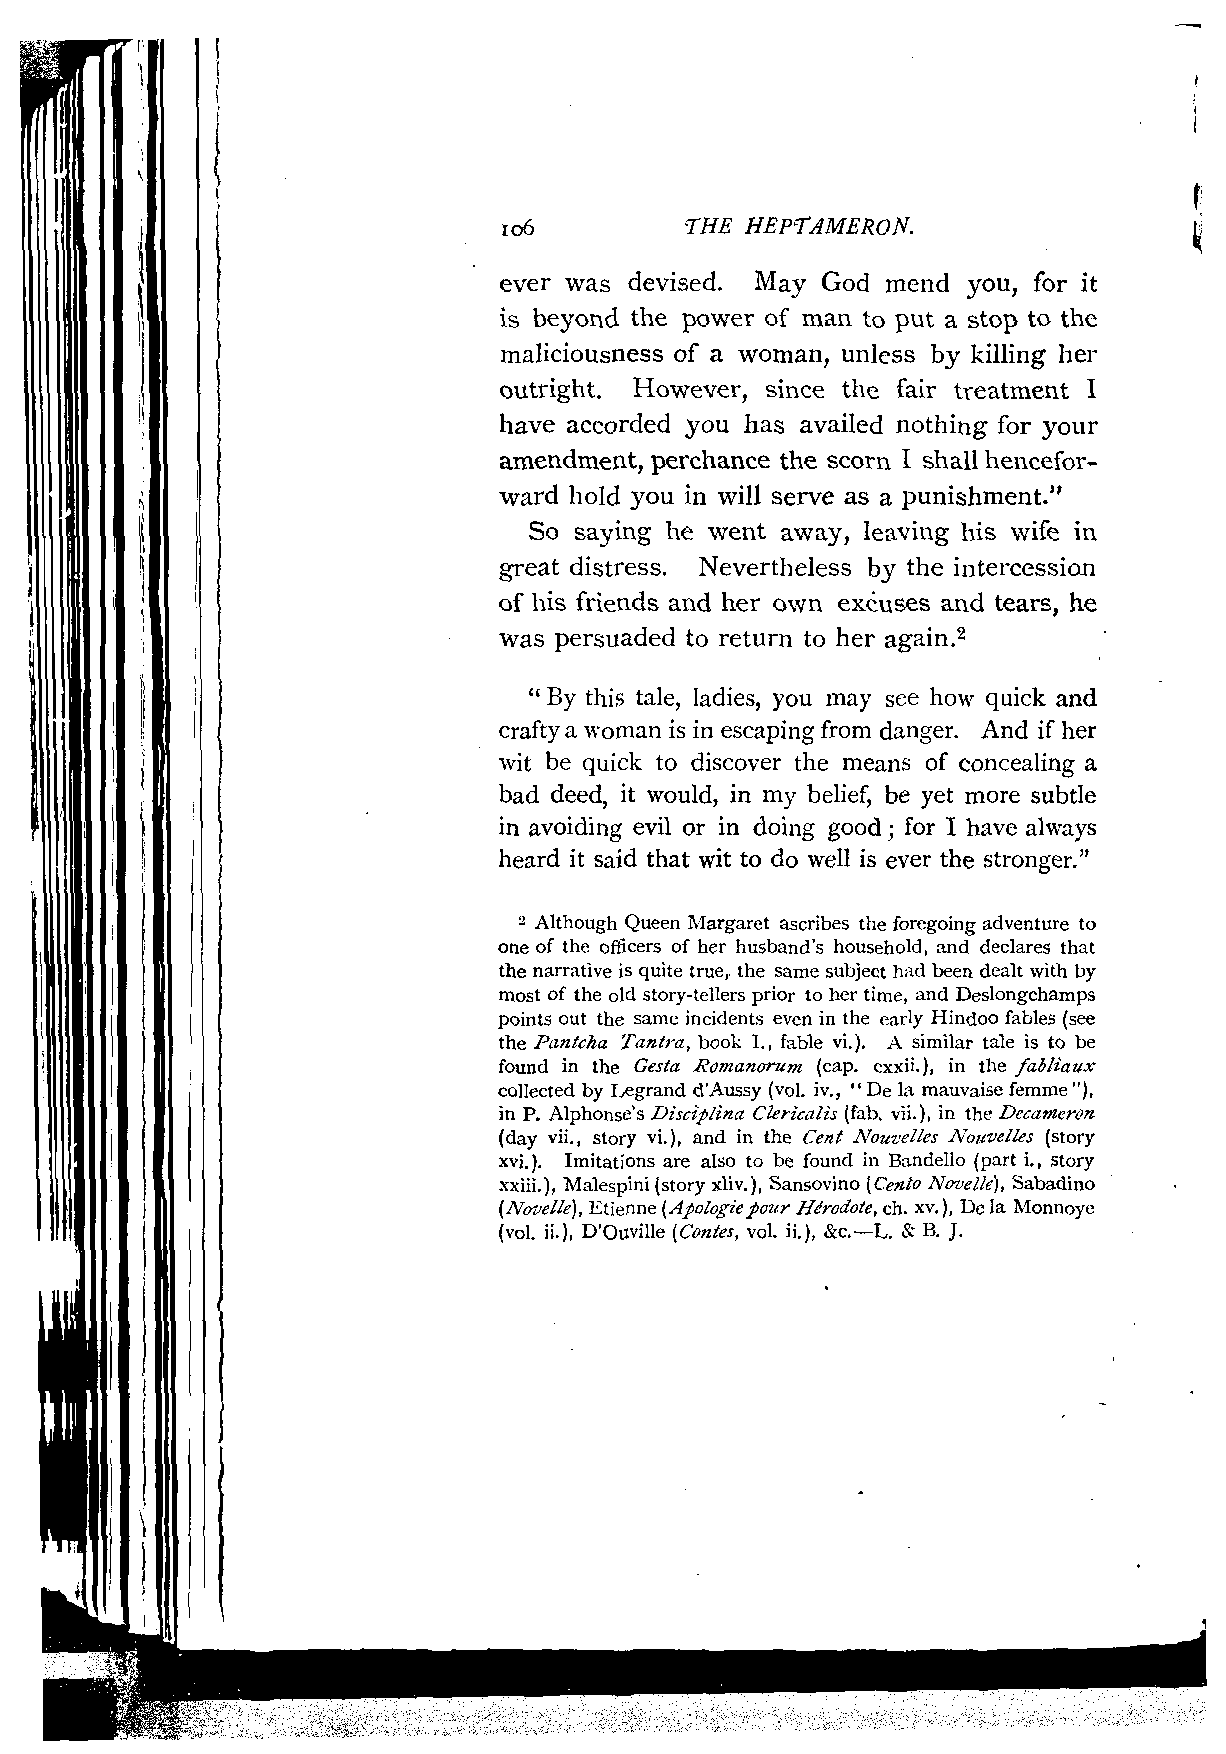 106 THE HEPTAMERON.
ever was devised. May God mend you, for it
is beyond the power of man to put a stop to the
maliciousness of a woman, unless by killing her
outright. However, since the fair treatment I
have accorded you has availed nothing for your
amendment, perchance the scorn I shall hencefor-
ward hold you in will serve as a punishment."
So saying he went away, leaving his wife in
great distress. Nevertheless by the intercession
of his friends and her own excuses and tears, he
was persuaded to return to her again.²
"By this tale, ladies, you may see how quick and
crafty a woman is in escaping from danger. And if her
wit be quick to discover the means of concealing a
bad deed, it would, in my belief, be yet more subtle
in avoiding evil or in doing good; for I have always
heard it said that wit to do well is ever the stronger."
² Although Queen Margaret ascribes the foregoing adventure to
one of the officers of her husband's household, and declares that
the narrative is quite true, the same subject had been dealt with by
most of the old story-tellers prior to her time, and Deslongchamps
points out the same incidents even in the early Hindoo fables (see
the Pantcha Tantra, book I., fable vi.). A similar tale is to be
found in the Gesta Romanorum (cap. cxxii.), in the fabliaux
collected by Legrand d'Aussy (vol. iv., "De la mauvaise femme"),
in P. Alphonse's Disciplina Clericalis (fab. vii.), in the Decameron
(day vii., story vi.), and in the Cent Nouvelles Nouvelles (story
xvi.). Imitations are also to be found in Bandello (part i., story
xxiii.), Malespini (story xliv.), Sansovino (Cento Novelle), Sabadino
(Novelle), Etienne (Apologie pour Hérodote, ch. xv.), De la Monnoye
(vol. ii.), D'Ouville (Contes, vol. ii.), &c.—L. & B. J.